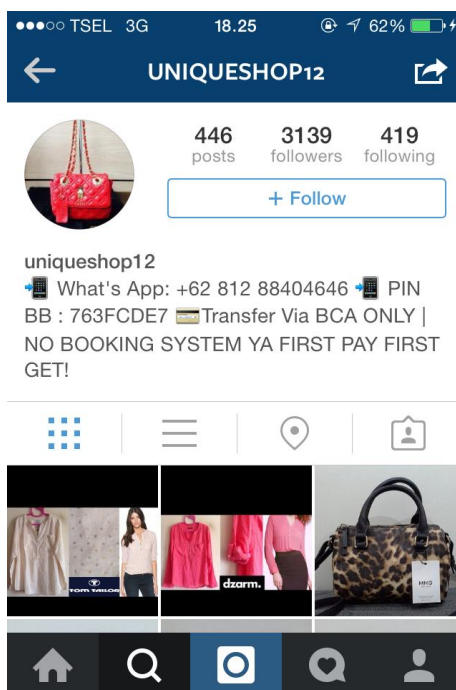 TSEL 3G 18.25 62%
UNIQUESHOP12
446 3139 419
posts followers following
+ Follow
uniqueshop12
What's App: +62 812 88404646 PIN
BB : 763FCDE7 Transfer Via BCA ONLY |
NO BOOKING SYSTEM YA FIRST PAY FIRST
GET!
TOM TAILOR
dzarm.
MNG